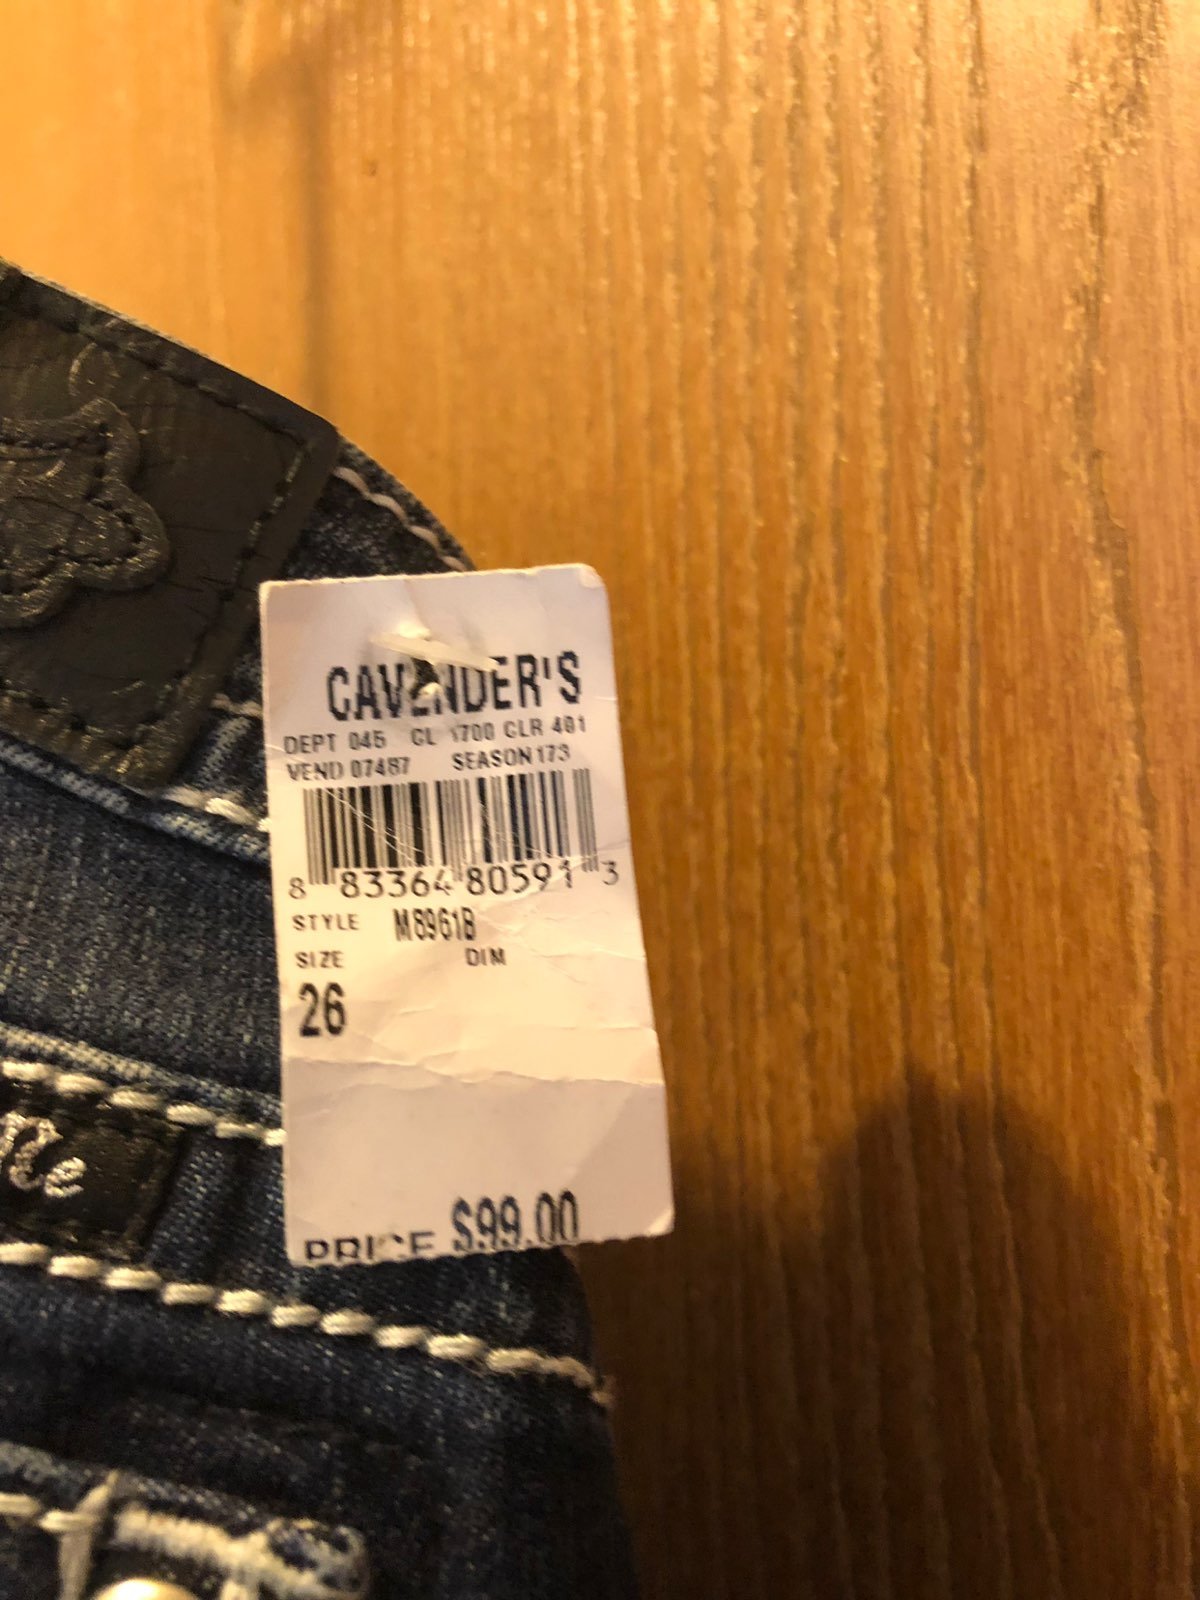 CAVENDER'S
DEPT 045 CL 1700 CLR 401
VEND 07487 SEASON 173
8 83364 80591 3
STYLE M8961B
SIZE DIM
26
PRICE $99.00